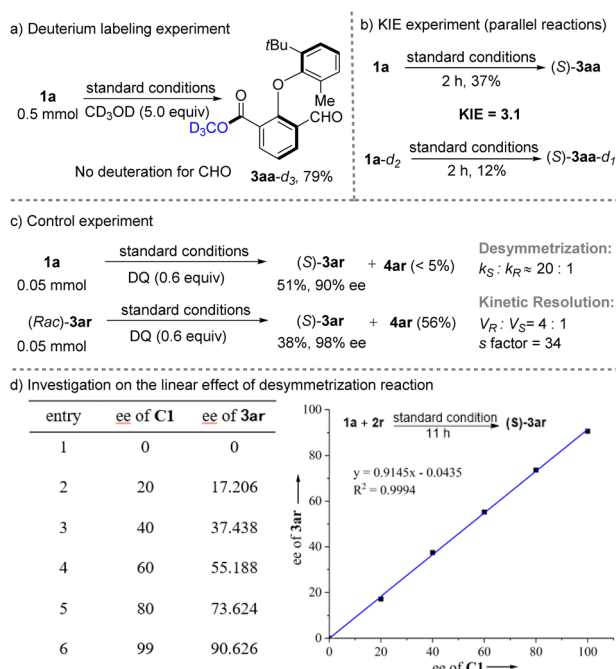 a) Deuterium labeling experiment
1a
0.5 mmol
standard conditions
CD₃OD (5.0 equiv)
tBu
O
Me
O
D₃CO
CHO
No deuteration for CHO
3aa-d₃, 79%
b) KIE experiment (parallel reactions)
1a standard conditions (S)-3aa
2 h, 37%
KIE = 3.1
1a-d₂ standard conditions (S)-3aa-d₁
2 h, 12%
c) Control experiment
1a
0.05 mmol
standard conditions
DQ (0.6 equiv)
(S)-3ar + 4ar (< 5%)
51%, 90% ee
Desymmetrization:
kS : kR ≈ 20 : 1
(Rac)-3ar
0.05 mmol
standard conditions
DQ (0.6 equiv)
(S)-3ar + 4ar (56%)
38%, 98% ee
Kinetic Resolution:
VR : VS= 4 : 1
s factor = 34
d) Investigation on the linear effect of desymmetrization reaction
entry ee of C1 ee of 3ar
1 0 0
2 20 17.206
3 40 37.438
4 60 55.188
5 80 73.624
6 99 90.626
1a + 2r standard condition (S)-3ar
11 h
y = 0.9145x - 0.0435
R² = 0.9994
ee of 3ar
100
80
60
40
20
0
0 20 40 60 80 100
ee of C1